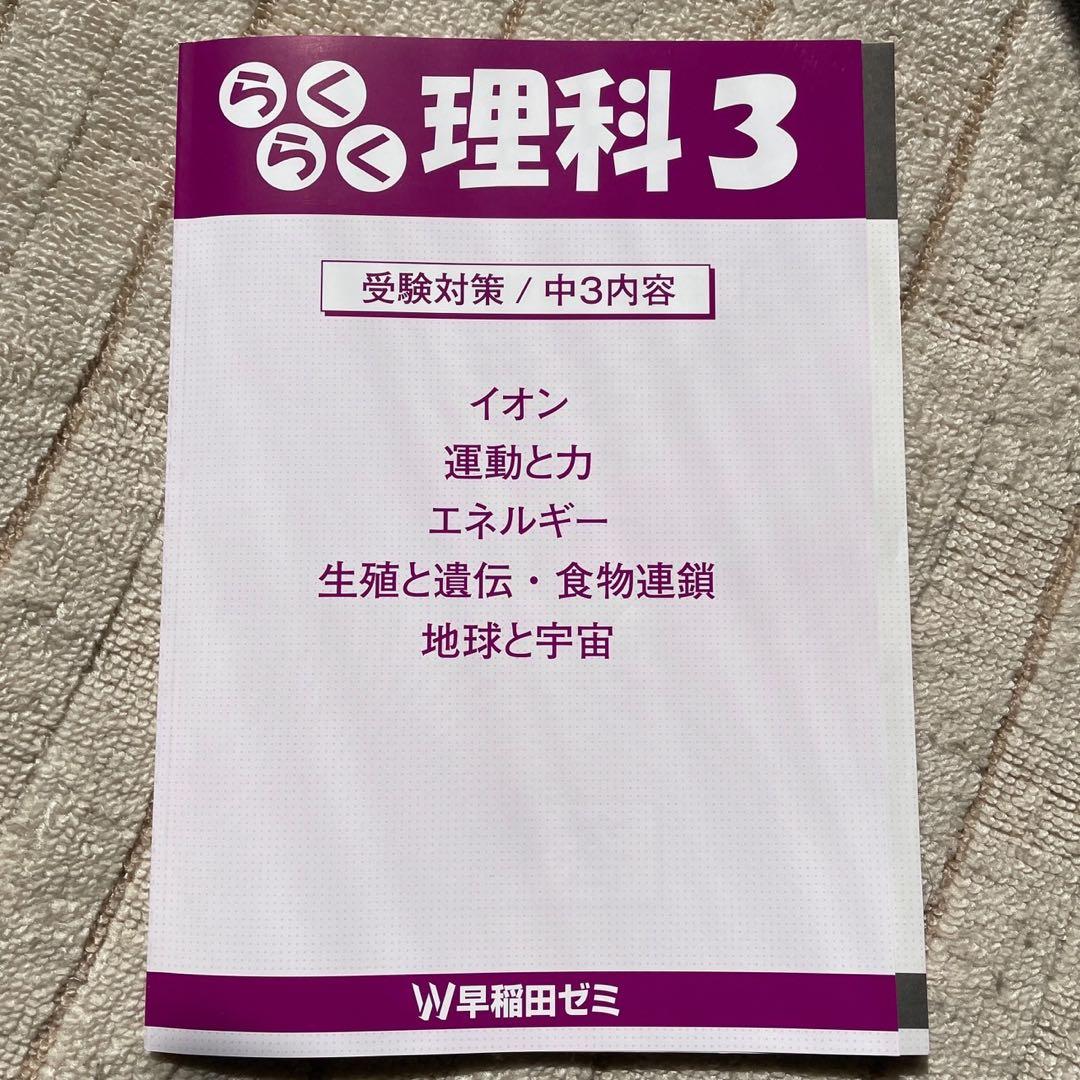 らくらく 理科3
受験対策 / 中3内容
イオン
運動と力
エネルギー
生殖と遺伝・食物連鎖
地球と宇宙
W早稲田ゼミ